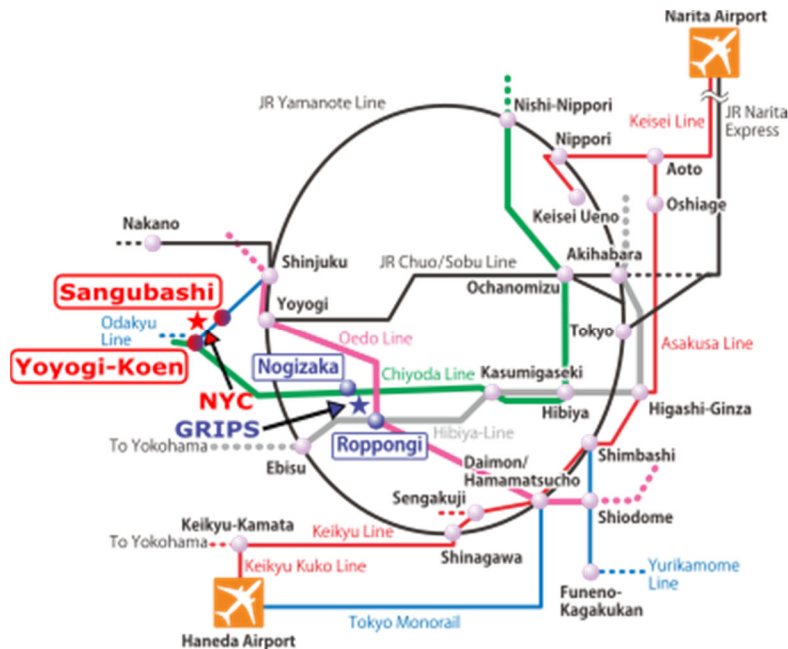 Narita Airport
JR Yamanote Line
Nishi-Nippori
Keisei Line
JR Narita
Express
Nippori
Aoto
Keisei Ueno
Oshiage
Nakano
Shinjuku
JR Chuo/Sobu Line
Akihabara
Ochanomizu
Sangubashi
Yoyogi
Odakyu
Line
Oedo Line
Tokyo
Asakusa Line
Yoyogi-Koen
Nogizaka
Chiyoda Line
Kasumigaseki
NYC
GRIPS
Hibiya
Higashi-Ginza
Roppongi
Hibiya-Line
To Yokohama
Ebisu
Shimbashi
Daimon/
Hamamatsucho
Sengakuji
Shiodome
Keikyu-Kamata
Keikyu Line
To Yokohama
Shinagawa
Keikyu Kuko Line
Yurikamome
Line
Funeno-
Kagakukan
Tokyo Monorail
Haneda Airport